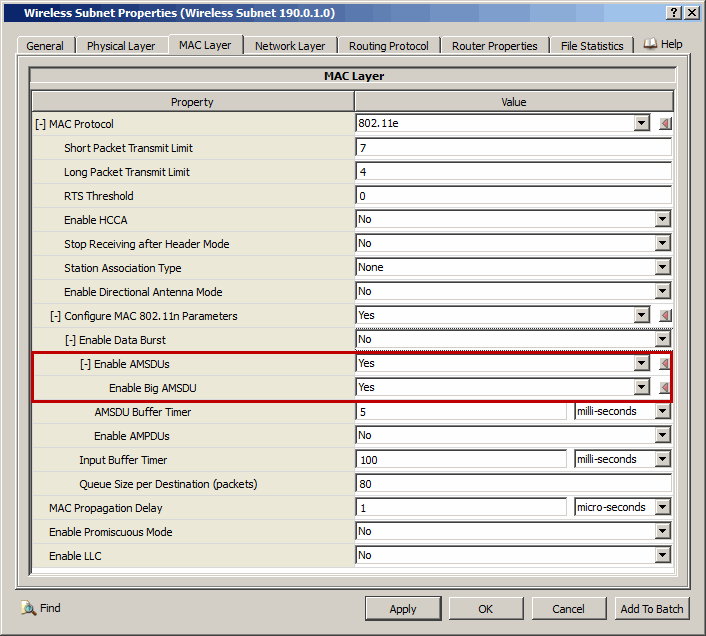 Wireless Subnet Properties (Wireless Subnet 190.0.1.0)
General Physical Layer MAC Layer Network Layer Routing Protocol Router Properties File Statistics Help
MAC Layer
Property Value
[-] MAC Protocol 802.11e
Short Packet Transmit Limit 7
Long Packet Transmit Limit 4
RTS Threshold 0
Enable HCCA No
Stop Receiving after Header Mode No
Station Association Type None
Enable Directional Antenna Mode No
[-] Configure MAC 802.11n Parameters Yes
[-] Enable Data Burst No
[-] Enable AMSDUs Yes
Enable Big AMSDU Yes
AMSDU Buffer Timer 5 milli-seconds
Enable AMPDUs No
Input Buffer Timer 100 milli-seconds
Queue Size per Destination (packets) 80
MAC Propagation Delay 1 micro-seconds
Enable Promiscuous Mode No
Enable LLC No
Find Apply OK Cancel Add To Batch